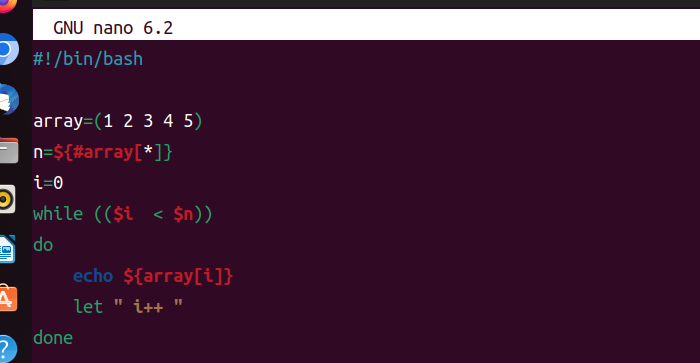 GNU nano 6.2
#!/bin/bash
array=(1 2 3 4 5)
n=${#array[*]}
i=0
while (($i  < $n))
do
    echo ${array[i]}
    let " i++ "
done